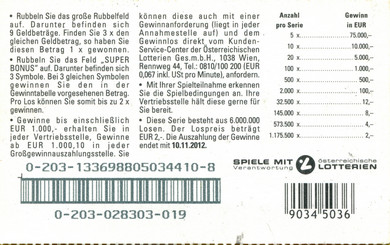 • Rubbeln Sie das große Rubbelfeld
auf. Darunter befinden sich
9 Geldbeträge. Finden Sie 3 x den
gleichen Geldbetrag, so haben Sie
diesen Betrag 1 x gewonnen.
• Rubbeln Sie das Feld „SUPER
BONUS" auf. Darunter befinden sich
3 Symbole. Bei 3 gleichen Symbolen
gewinnen Sie den in der
Gewinntabelle vorgesehenen Betrag.
Pro Los können Sie somit bis zu 2 x
gewinnen.
• Gewinne bis einschließlich
EUR 1.000,- erhalten Sie in
jeder Vertriebsstelle, Gewinne
ab EUR 1.000,10 in jeder
Großgewinnauszahlungsstelle. Sie
können diese auch mit einer
Gewinnanforderung (liegt in jeder
Annahmestelle auf) und dem
Gewinnlos direkt vom Kunden-
Service-Center der Österreichischen
Lotterien Ges.m.b.H., 1038 Wien,
Rennweg 44, Tel.: 0810/100 200 (EUR
0,067 inkl. USt pro Minute), anfordern.
• Mit Ihrer Spielteilnahme erkennen
Sie die Spielbedingungen an. Ihre
Vertriebsstelle hält diese gerne für
Sie bereit.
• Diese Serie besteht aus 6.000.000
Losen. Der Lospreis beträgt
EUR 2,-. Die Auszahlung der Gewinne
endet mit 10.11.2012.
Anzahl pro Serie Gewinn in EUR
5 x 75.000,-
10 x 10.000,-
100 x 1.000,-
500 x 500,-
1.000 x 100,-
2.000 x
32.500 x
145.000 x 8,-
573.500 x 4,-
1.175.500 x 2,-
0-203-133698805034410-8
0-203-028303-019
SPIELE MIT
Verantwortung
österreichische
LOTTERIEN
9034 5036